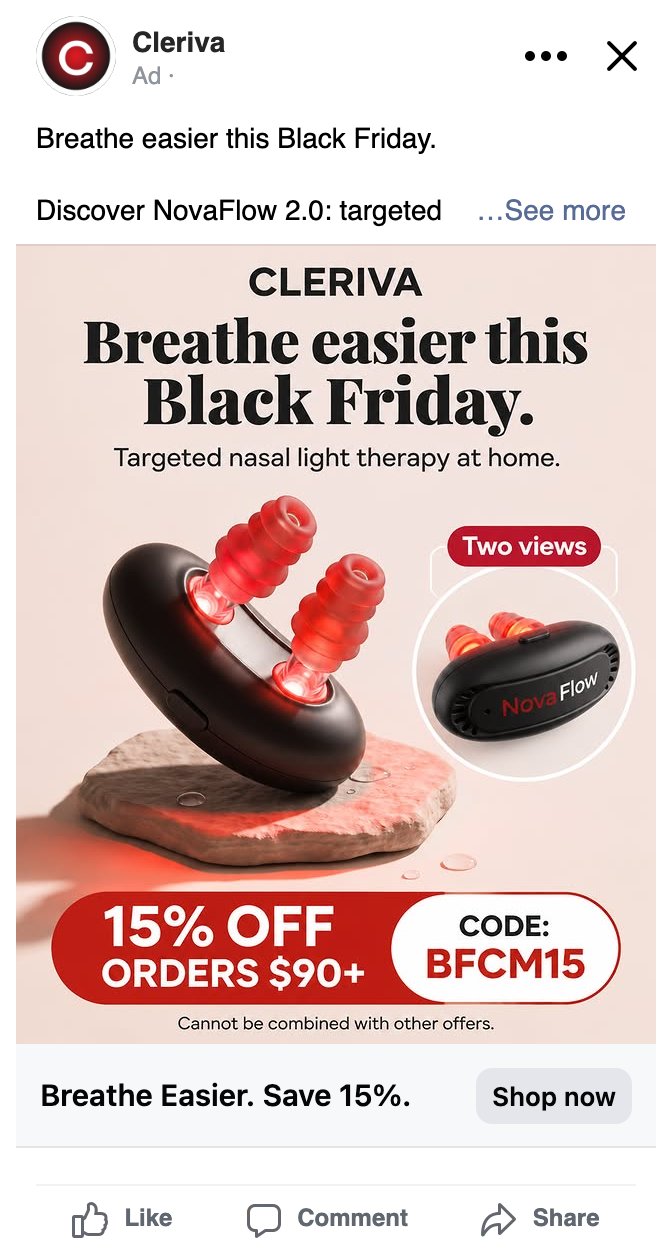 C
Cleriva
Ad ·
Breathe easier this Black Friday.
Discover NovaFlow 2.0: targeted ...See more
CLERIVA
Breathe easier this
Black Friday.
Targeted nasal light therapy at home.
Two views
NovaFlow
15% OFF
ORDERS $90+
CODE:
BFCM15
Cannot be combined with other offers.
Breathe Easier. Save 15%.
Shop now
Like
Comment
Share